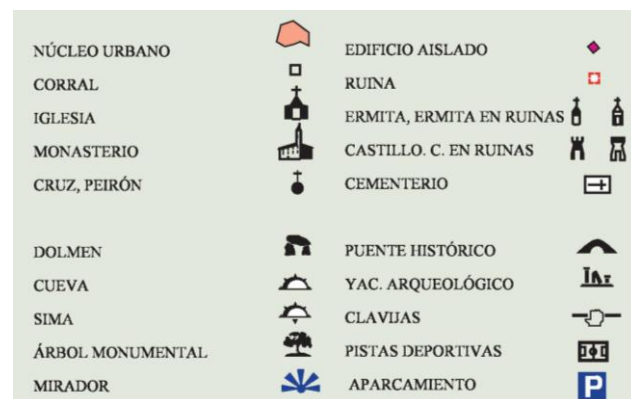 NÚCLEO URBANO
CORRAL
IGLESIA
MONASTERIO
CRUZ, PEIRÓN
DOLMEN
CUEVA
SIMA
ÁRBOL MONUMENTAL
MIRADOR
EDIFICIO AISLADO
RUINA
ERMITA, ERMITA EN RUINAS
CASTILLO. C. EN RUINAS
CEMENTERIO
PUENTE HISTÓRICO
YAC. ARQUEOLÓGICO
CLAVIJAS
PISTAS DEPORTIVAS
APARCAMIENTO
P